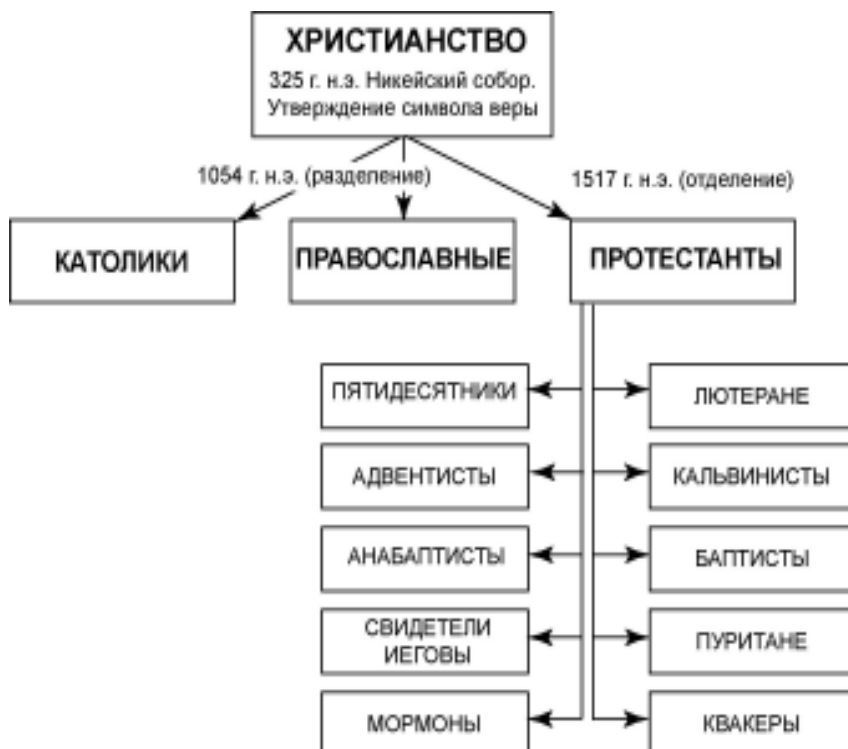 ХРИСТИАНСТВО
325 г. н.э. Никейский собор.
Утверждение символа веры
1054 г. н.э. (разделение)
1517 г. н.э. (отделение)
КАТОЛИКИ
ПРАВОСЛАВНЫЕ
ПРОТЕСТАНТЫ
ПЯТИДЕСЯТНИКИ
ЛЮТЕРАНЕ
АДВЕНТИСТЫ
КАЛЬВИНИСТЫ
АНАБАПТИСТЫ
БАПТИСТЫ
СВИДЕТЕЛИ
ИЕГОВЫ
ПУРИТАНЕ
МОРМОНЫ
КВАКЕРЫ